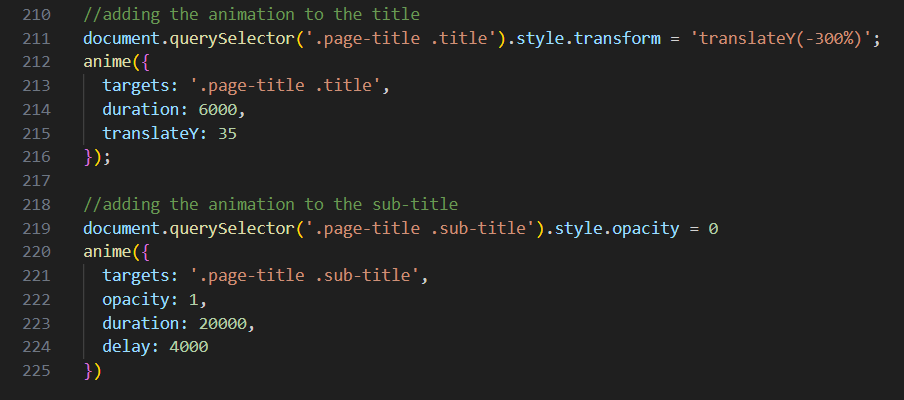 210 //adding the animation to the title
211 document.querySelector('.page-title .title').style.transform = 'translateY(-300%)';
212 anime({
213 targets: '.page-title .title',
214 duration: 6000,
215 translateY: 35
216 });
217
218 //adding the animation to the sub-title
219 document.querySelector('.page-title .sub-title').style.opacity = 0
220 anime({
221 targets: '.page-title .sub-title',
222 opacity: 1,
223 duration: 20000,
224 delay: 4000
225 })